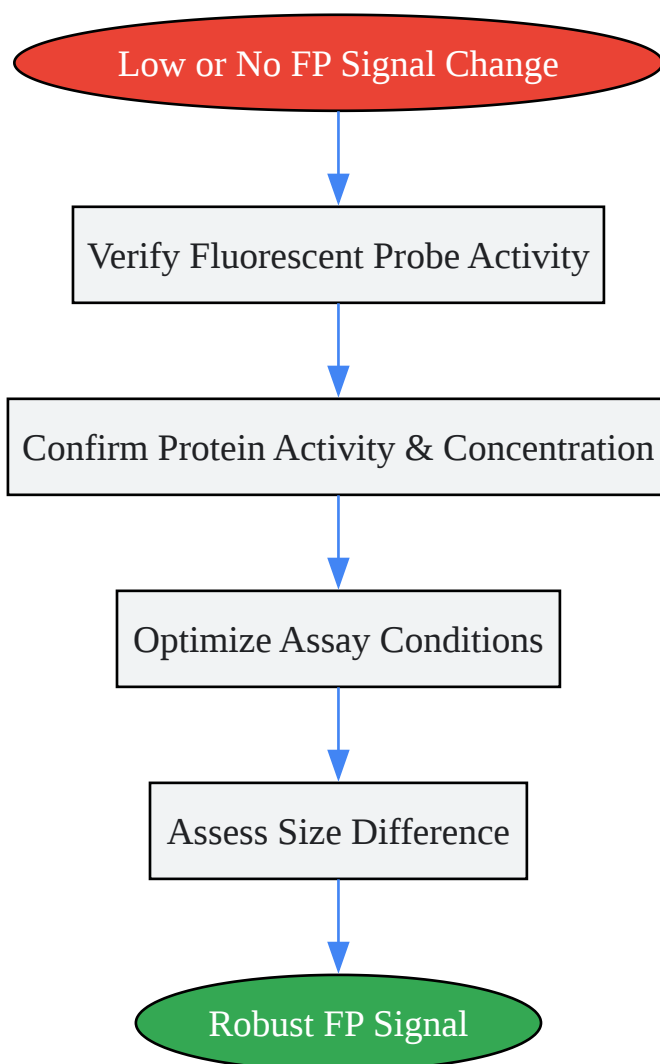 Low or No FP Signal Change
Verify Fluorescent Probe Activity
Confirm Protein Activity & Concentration
Optimize Assay Conditions
Assess Size Difference
Robust FP Signal